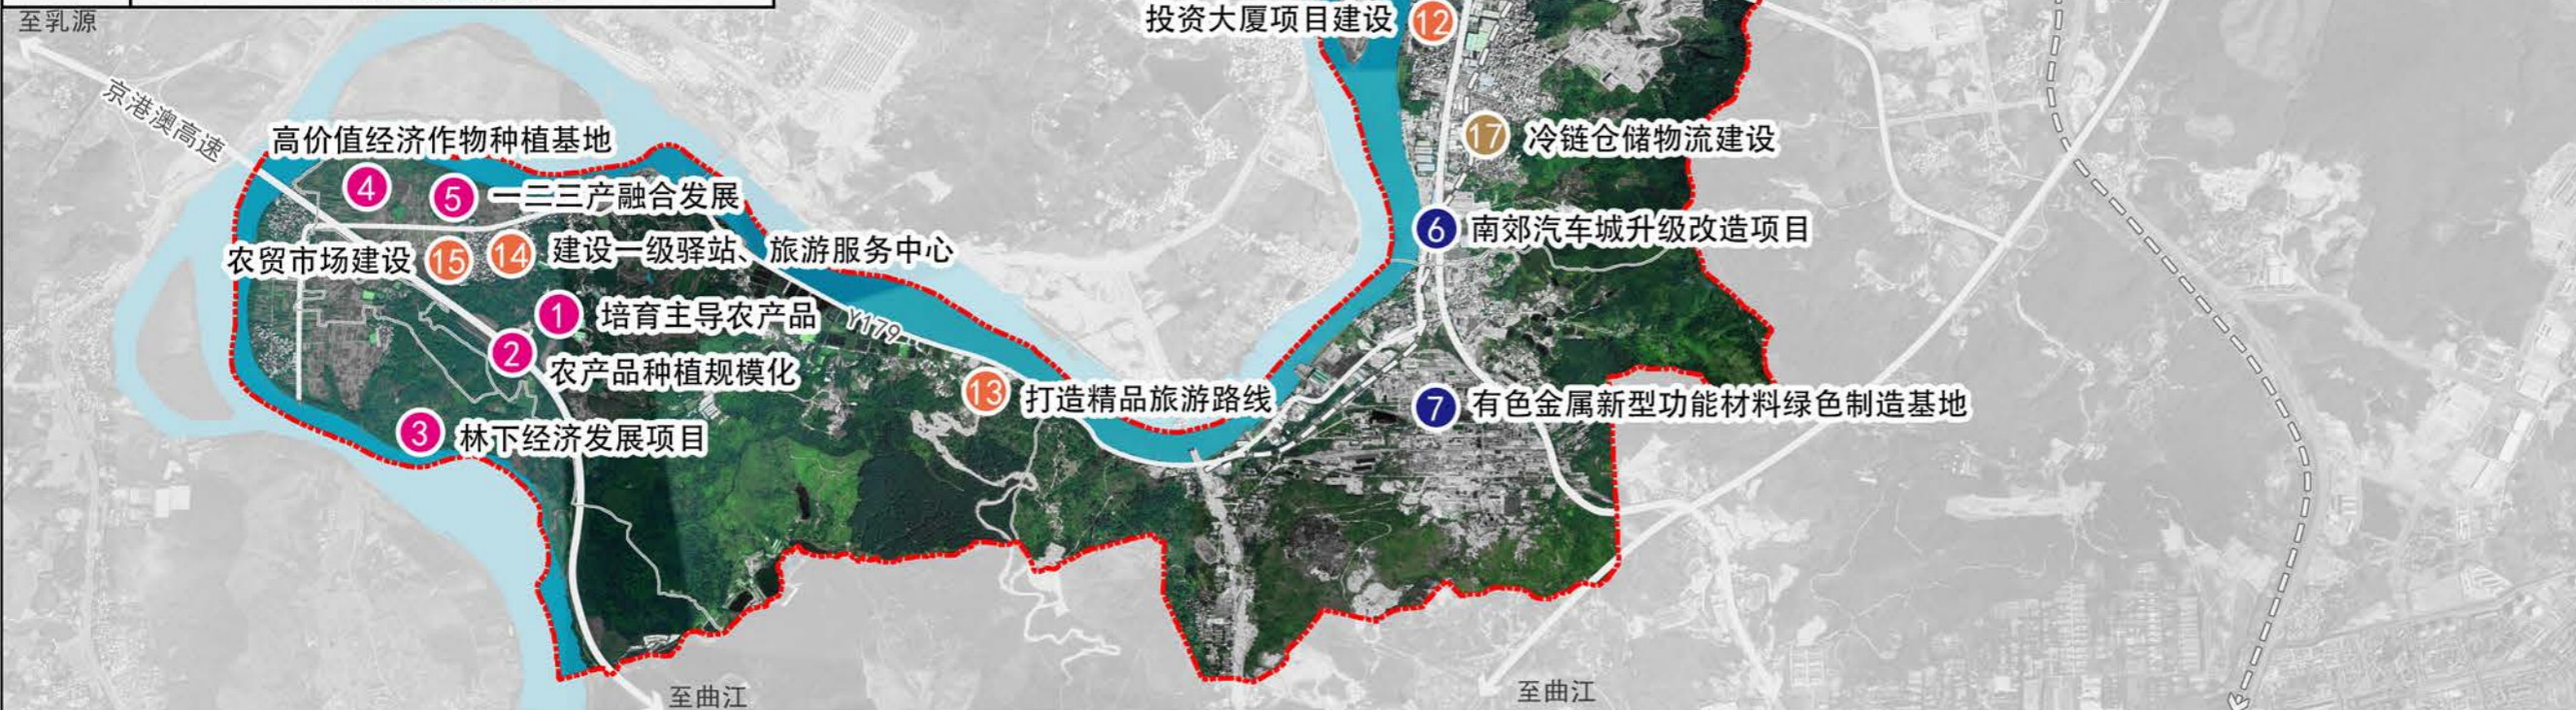 至乳源
投资大厦项目建设 12
京港澳高速
高价值经济作物种植基地
17 冷链仓储物流建设
4
5 一二三产融合发展
6 南郊汽车城升级改造项目
农贸市场建设 15
14 建设一级驿站、旅游服务中心
1 培育主导农产品
Y179
2 农产品种植规模化
13 打造精品旅游路线
7 有色金属新型功能材料绿色制造基地
3 林下经济发展项目
至曲江
至曲江